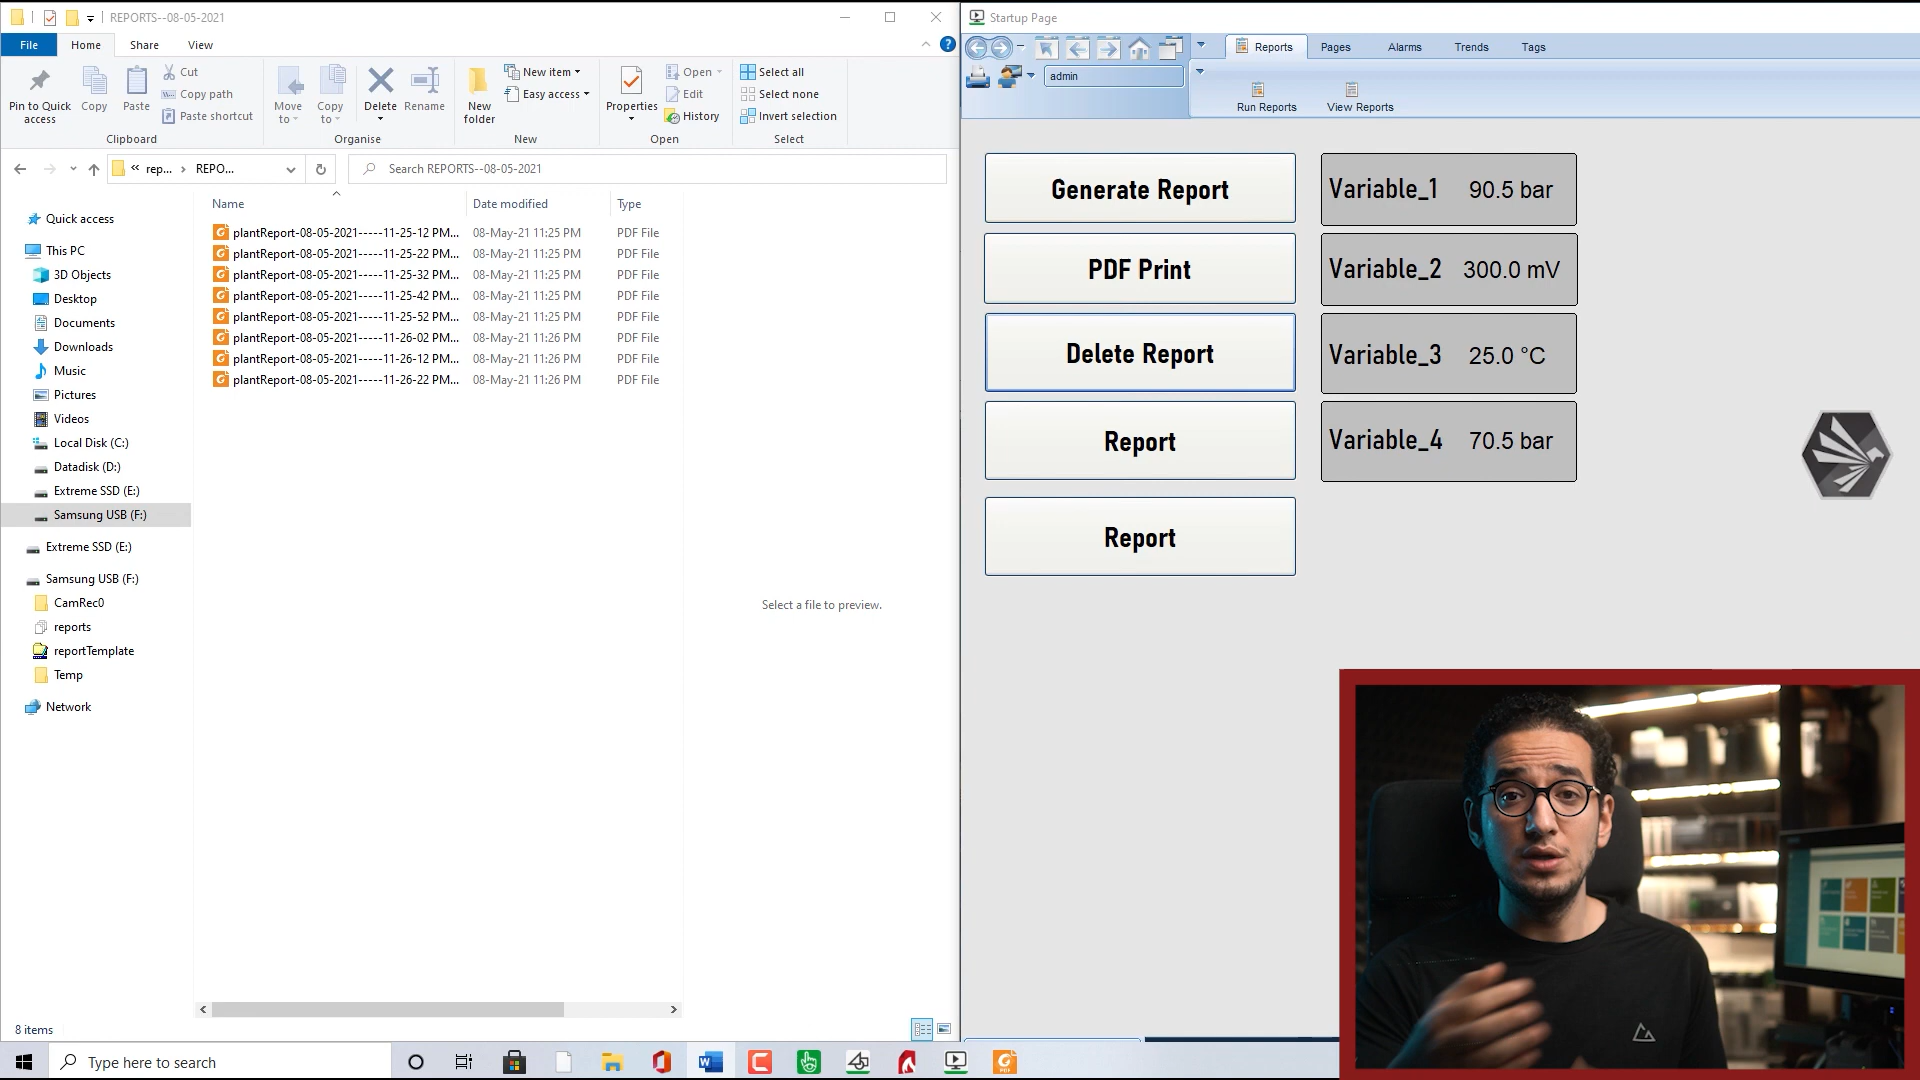 REPORTS--08-05-2021
File Home Share View
Pin to Quick access
Copy
Paste
Cut
Copy path
Paste shortcut
Clipboard
Move to
Copy to
Delete
Rename
Organise
New folder
New item
Easy access
New
Properties
Open
Edit
History
Open
Select all
Select none
Invert selection
Select
« rep... › REPO...
Search REPORTS--08-05-2021
Quick access
This PC
3D Objects
Desktop
Documents
Downloads
Music
Pictures
Videos
Local Disk (C:)
Datadisk (D:)
Extreme SSD (E:)
Samsung USB (F:)
Extreme SSD (E:)
Samsung USB (F:)
CamRec0
reports
reportTemplate
Temp
Network
Name Date modified Type
plantReport-08-05-2021-----11-25-12 PM... 08-May-21 11:25 PM PDF File
plantReport-08-05-2021-----11-25-22 PM... 08-May-21 11:25 PM PDF File
plantReport-08-05-2021-----11-25-32 PM... 08-May-21 11:25 PM PDF File
plantReport-08-05-2021-----11-25-42 PM... 08-May-21 11:25 PM PDF File
plantReport-08-05-2021-----11-25-52 PM... 08-May-21 11:25 PM PDF File
plantReport-08-05-2021-----11-26-02 PM... 08-May-21 11:26 PM PDF File
plantReport-08-05-2021-----11-26-12 PM... 08-May-21 11:26 PM PDF File
plantReport-08-05-2021-----11-26-22 PM... 08-May-21 11:26 PM PDF File
Select a file to preview.
8 items
Type here to search
Startup Page
Reports Pages Alarms Trends Tags
admin
Run Reports View Reports
Generate Report
PDF Print
Delete Report
Report
Report
Variable_1 90.5 bar
Variable_2 300.0 mV
Variable_3 25.0 °C
Variable_4 70.5 bar